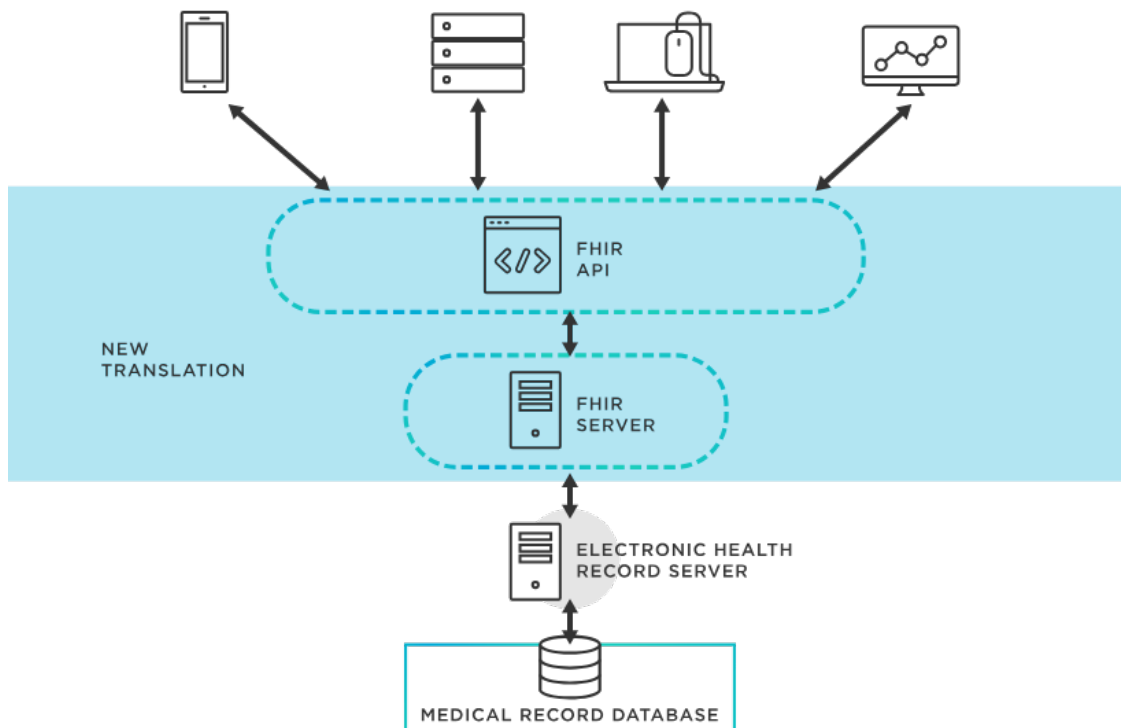 </>
FHIR
API
NEW
TRANSLATION
FHIR
SERVER
ELECTRONIC HEALTH
RECORD SERVER
MEDICAL RECORD DATABASE